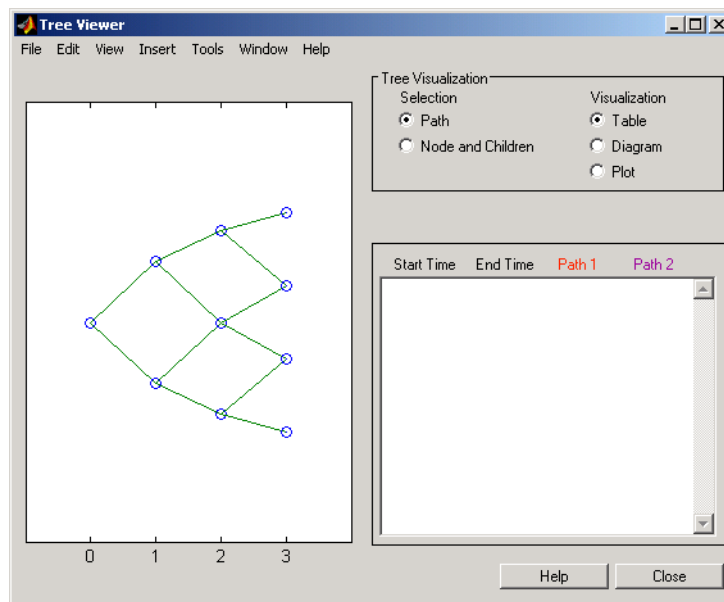 Tree Viewer
File Edit View Insert Tools Window Help
Tree Visualization
Selection Visualization
Path Table
Node and Children Diagram
Plot
Start Time End Time Path 1 Path 2
0 1 2 3
Help Close